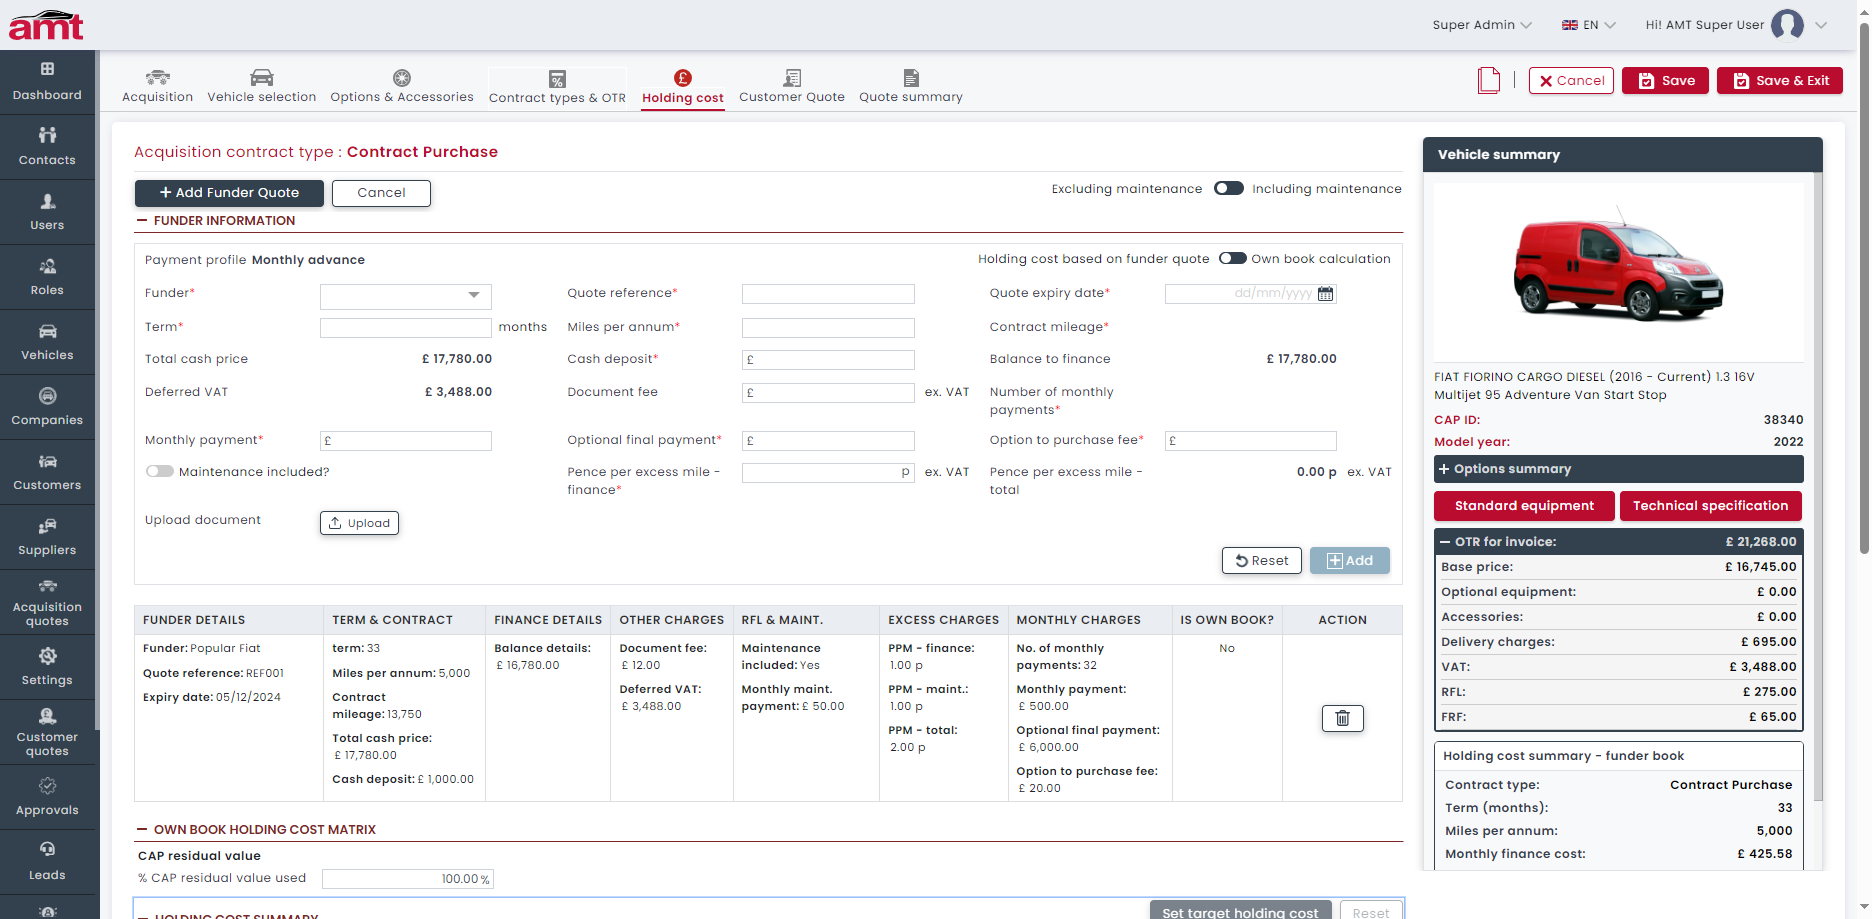 amt
Super Admin
EN
Hi! AMT Super User
Dashboard
Contacts
Users
Roles
Vehicles
Companies
Customers
Suppliers
Acquisition quotes
Settings
Customer quotes
Approvals
Leads
Acquisition
Vehicle selection
Options & Accessories
Contract types & OTR
Holding cost
Customer Quote
Quote summary
Cancel
Save
Save & Exit
Acquisition contract type : Contract Purchase
+ Add Funder Quote
Cancel
Excluding maintenance
Including maintenance
FUNDER INFORMATION
Payment profile Monthly advance
Holding cost based on funder quote
Own book calculation
Funder*
Quote reference*
Quote expiry date* dd/mm/yyyy
Term* months
Miles per annum*
Contract mileage*
Total cash price £ 17,780.00
Cash deposit* £
Balance to finance £ 17,780.00
Deferred VAT £ 3,488.00
Document fee £ ex. VAT
Number of monthly
payments*
Monthly payment* £
Optional final payment* £
Option to purchase fee* £
Maintenance included?
Pence per excess mile - p ex. VAT
finance*
Pence per excess mile - 0.00 p ex. VAT
total
Upload document
Upload
Reset
Add
FUNDER DETAILS
TERM & CONTRACT
FINANCE DETAILS
OTHER CHARGES
RFL & MAINT.
EXCESS CHARGES
MONTHLY CHARGES
IS OWN BOOK?
ACTION
Funder: Popular Fiat
Quote reference: REF001
Expiry date: 05/12/2024
term: 33
Miles per annum: 5,000
Contract
mileage: 13,750
Total cash price:
£ 17,780.00
Cash deposit: £ 1,000.00
Balance details:
£ 16,780.00
Document fee:
£ 12.00
Deferred VAT:
£ 3,488.00
Maintenance
included: Yes
Monthly maint.
payment: £ 50.00
PPM - finance:
1.00 p
PPM - maint.:
1.00 p
PPM - total:
2.00 p
No. of monthly
payments: 32
Monthly payment:
£ 500.00
Optional final payment:
£ 6,000.00
Option to purchase fee:
£ 20.00
No
OWN BOOK HOLDING COST MATRIX
CAP residual value
% CAP residual value used 100.00 %
HOLDING COST SUMMARY
Set target holding cost
Reset
Vehicle summary
FIAT FIORINO CARGO DIESEL (2016 - Current) 1.3 16V
Multijet 95 Adventure Van Start Stop
CAP ID: 38340
Model year: 2022
+ Options summary
Standard equipment
Technical specification
OTR for invoice: £ 21,268.00
Base price: £ 16,745.00
Optional equipment: £ 0.00
Accessories: £ 0.00
Delivery charges: £ 695.00
VAT: £ 3,488.00
RFL: £ 275.00
FRF: £ 65.00
Holding cost summary - funder book
Contract type: Contract Purchase
Term (months): 33
Miles per annum: 5,000
Monthly finance cost: £ 425.58